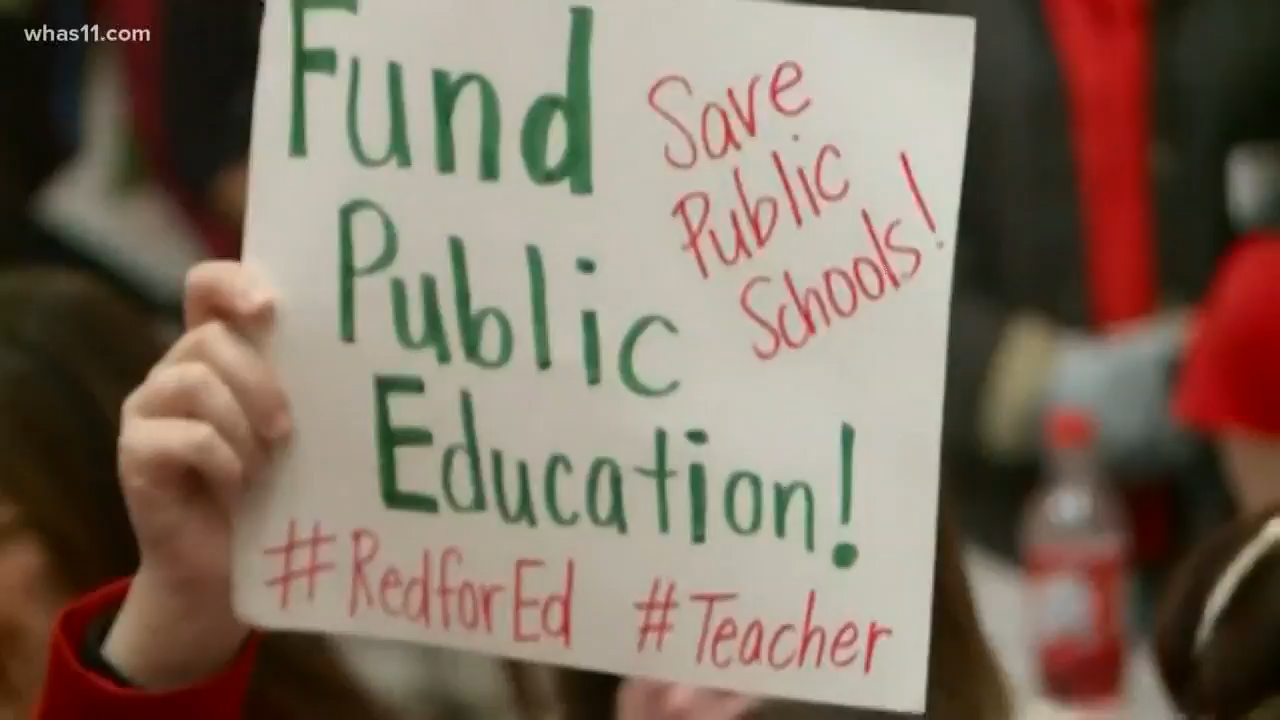 whas11.com
Fund
Public
Education!
Save
Public
Schools!
#RedforEd #Teacher